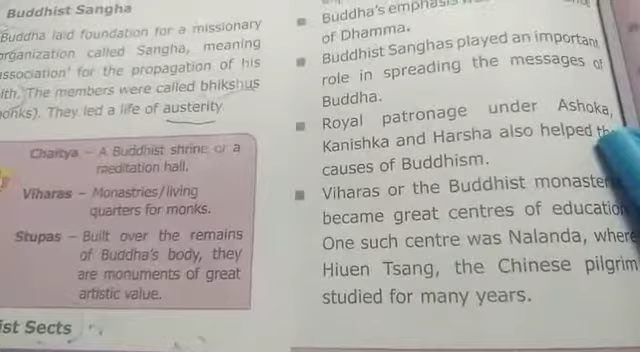 Buddhist Sangha
Buddha laid foundation for a missionary
organization called Sangha, meaning
association' for the propagation of his
ith. The members were called bhikshus
onks). They led a life of austerity
Chaitya – A Buddhist shrine or a
meditation hall.
Viharas – Monastries/living
quarters for monks.
Stupas – Built over the remains
of Buddha's body, they
are monuments of great
artistic value.
ist Sects
Buddha's emphasis
of Dhamma.
Buddhist Sanghas played an important
role in spreading the messages of
Buddha.
Royal patronage under Ashoka,
Kanishka and Harsha also helped th
causes of Buddhism.
Viharas or the Buddhist monaster
became great centres of education
One such centre was Nalanda, where
Hiuen Tsang, the Chinese pilgrim
studied for many years.